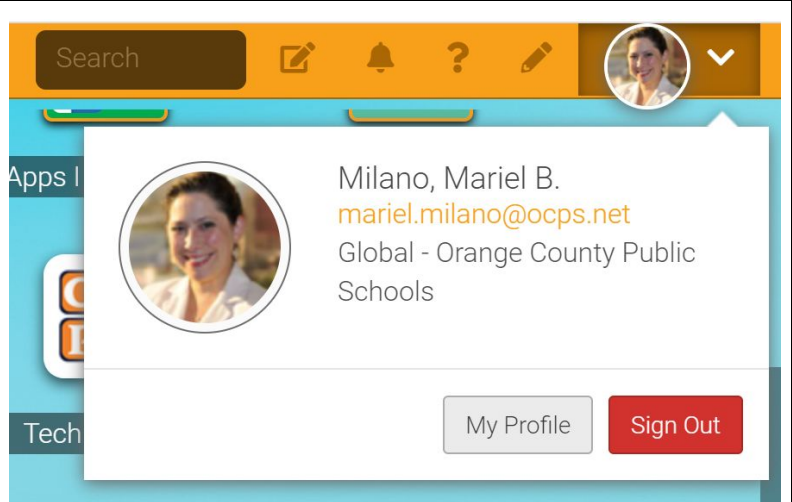 Search
?
Apps l
Milano, Mariel B.
mariel.milano@ocps.net
Global - Orange County Public
Schools
Tech
My Profile
Sign Out